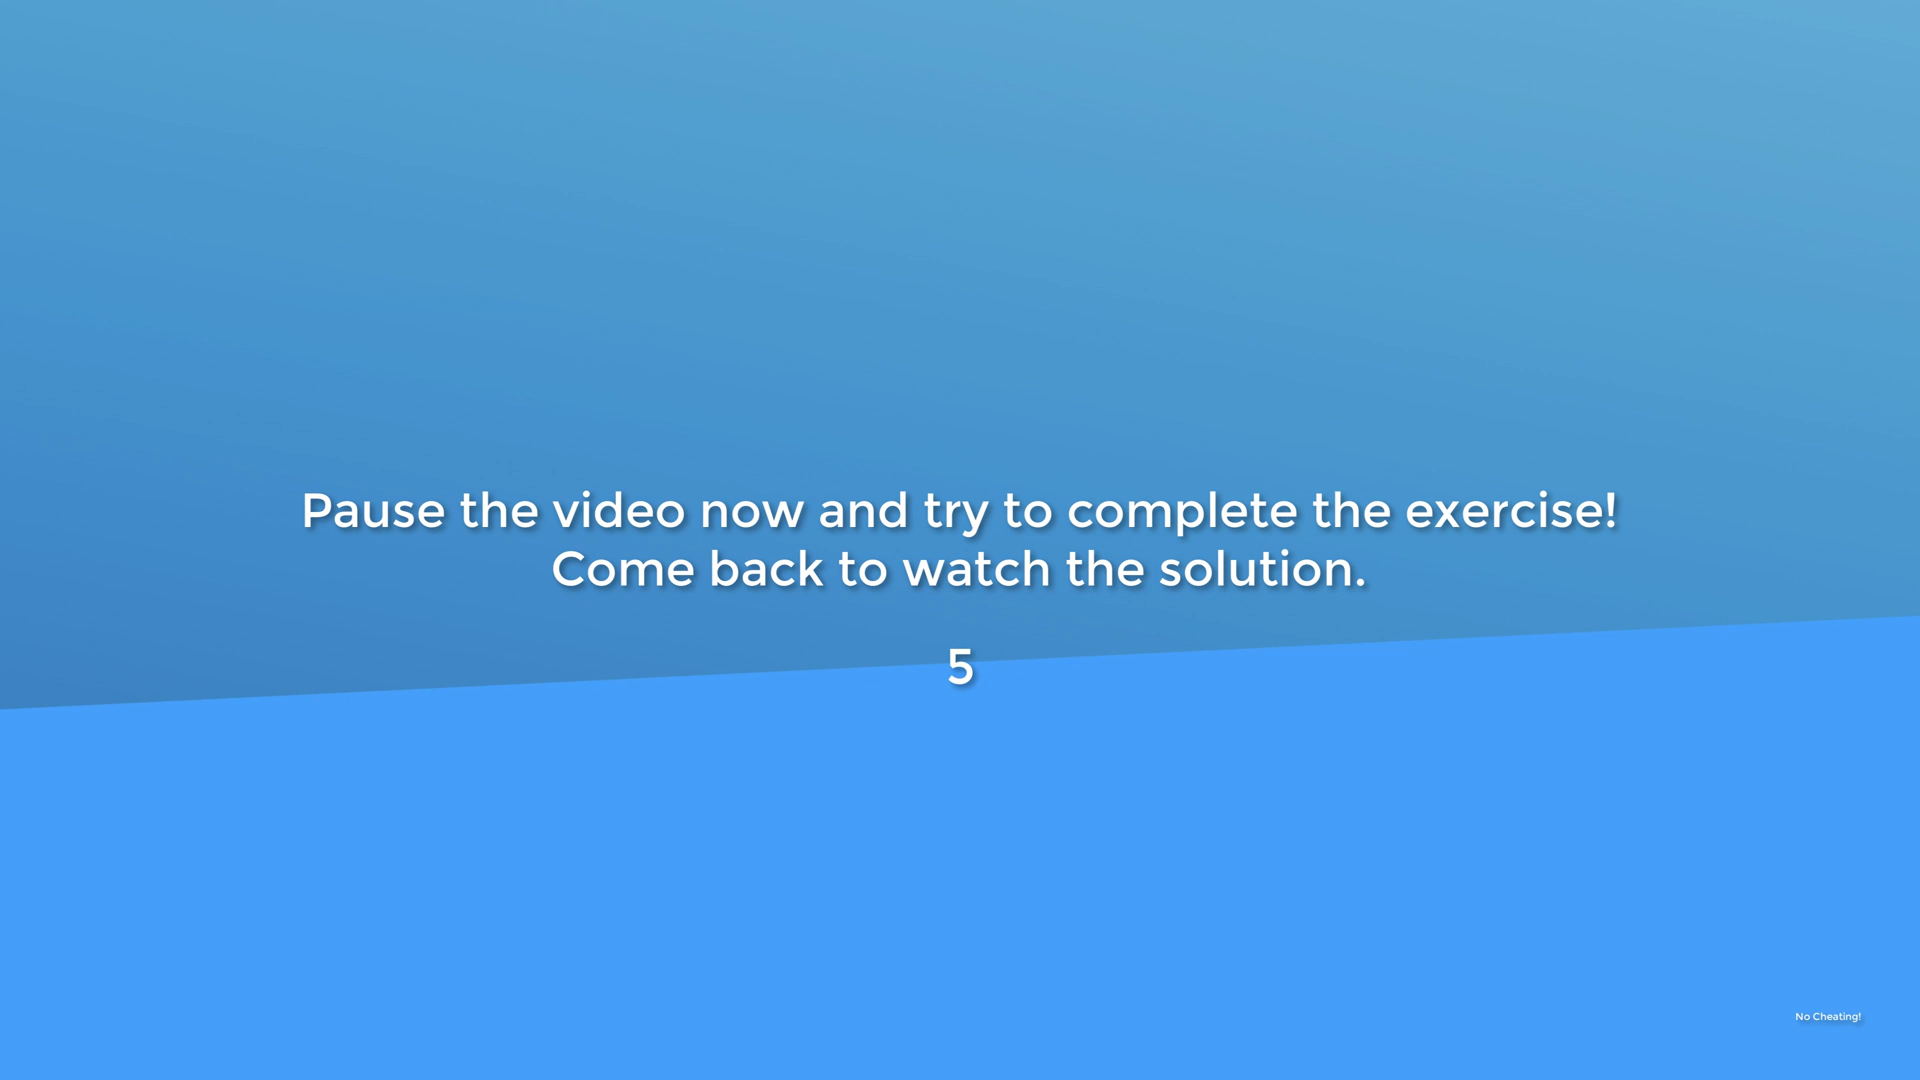 Pause the video now and try to complete the exercise!
Come back to watch the solution.
5
No Cheating!